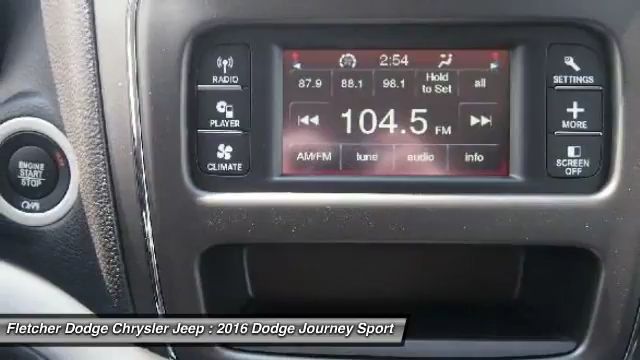 2:54
RADIO
87.9 88.1 98.1 Hold to Set all
SETTINGS
PLAYER
104.5 FM
MORE
ENGINE
START
STOP
CLIMATE
AM/FM tune audio info
SCREEN
OFF
Fletcher Dodge Chrysler Jeep : 2016 Dodge Journey Sport